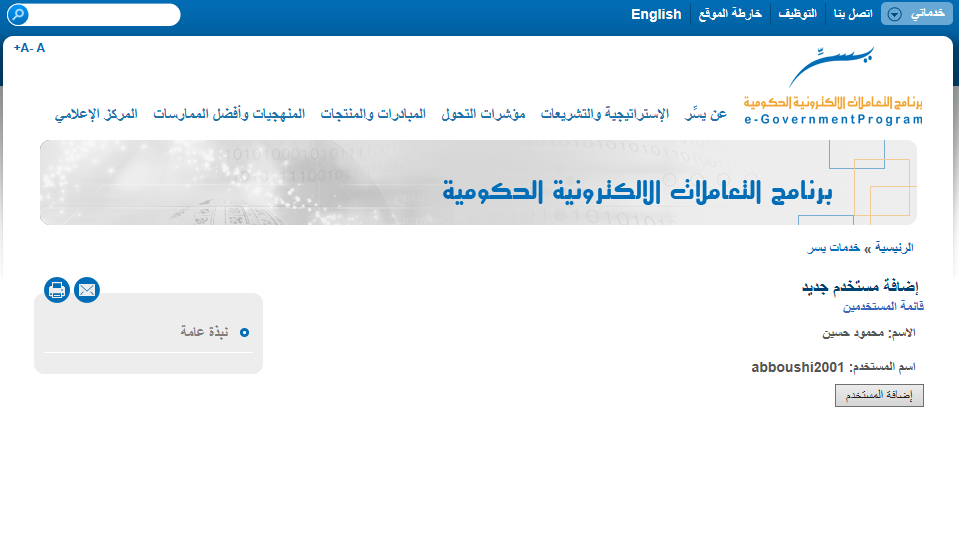 خدماتي
اتصل بنا
التوظيف
خارطة الموقع
English
+A- A
يسّر
برنامج التعاملات الالكترونية الحكومية
e-GovernmentProgram
عن يسِّر
الإستراتيجية والتشريعات
مؤشرات التحول
المبادرات والمنتجات
المنهجيات وأفضل الممارسات
المركز الإعلامي
برنامج التعاملات الالكترونية الحكومية
الرئيسية » خدمات يسر
إضافة مستخدم جديد
قائمة المستخدمين
الاسم: محمود حسين
اسم المستخدم: abboushi2001
إضافة المستخدم
نبذة عامة